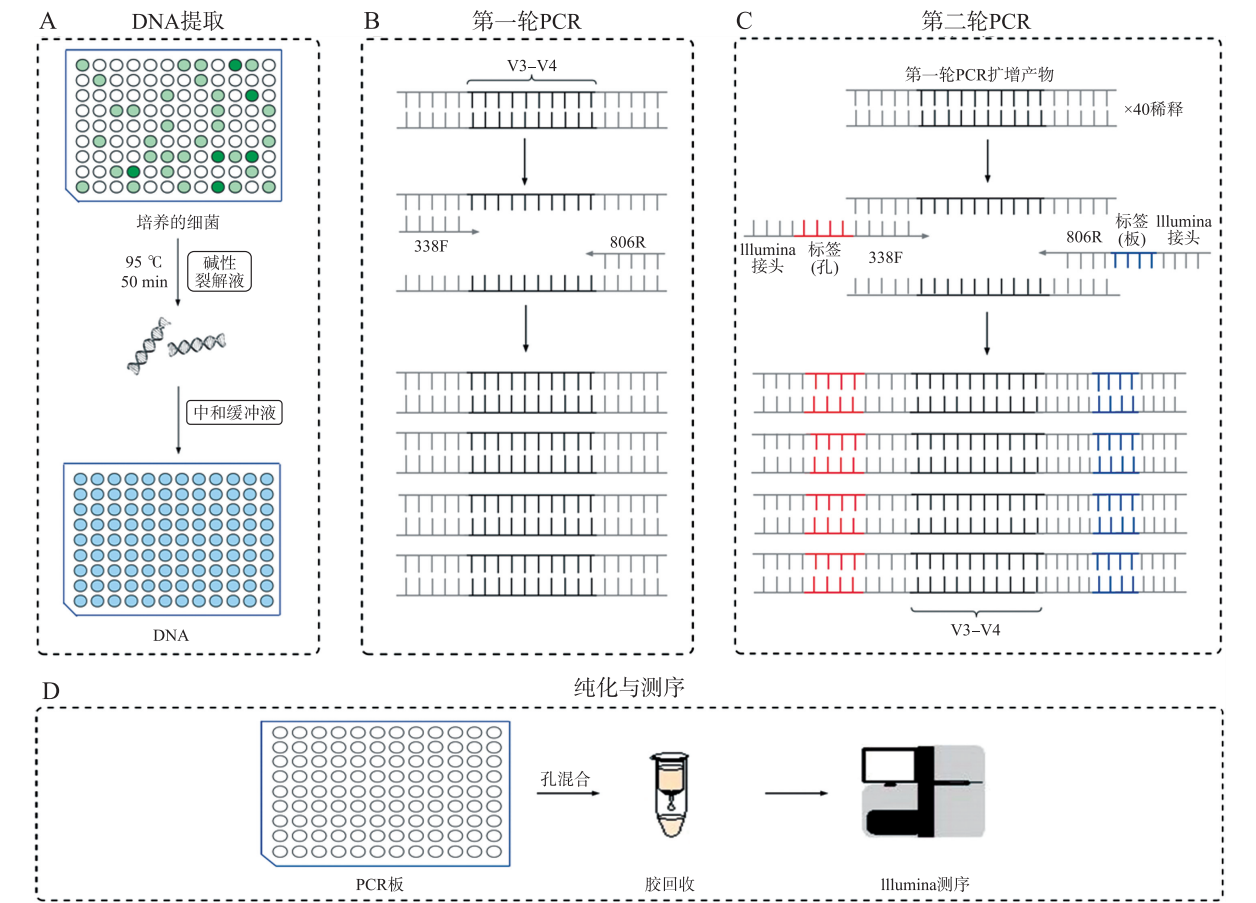 A
DNA提取
培养的细菌
95 ℃
50 min
碱性
裂解液
中和缓冲液
DNA
B
第一轮PCR
V3–V4
338F
806R
C
第二轮PCR
第一轮PCR扩增产物
×40稀释
lllumina
接头
标签
(孔)
338F
806R
标签
(板)
lllumina
接头
V3–V4
D
纯化与测序
PCR板
孔混合
胶回收
lllumina测序